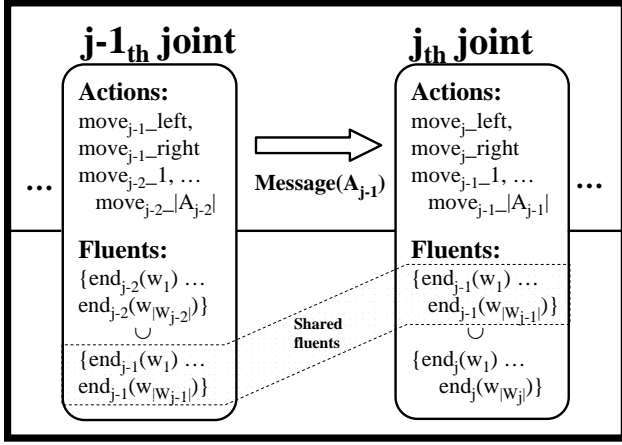 j-1th joint
Actions:
movej-1_left,
movej-1_right
movej-2_1, …
movej-2_|Aj-2|
Fluents:
{endj-2(w1) …
endj-2(w|Wj-2|)}
∪
{endj-1(w1) …
endj-1(w|Wj-1|)}
…
Message(Aj-1)
Shared
fluents
jth joint
Actions:
movej_left,
movej_right
movej-1_1, …
movej-1_|Aj-1|
Fluents:
{endj-1(w1) …
endj-1(w|Wj-1|)}
∪
{endj(w1) …
endj(w|Wj|)}
…